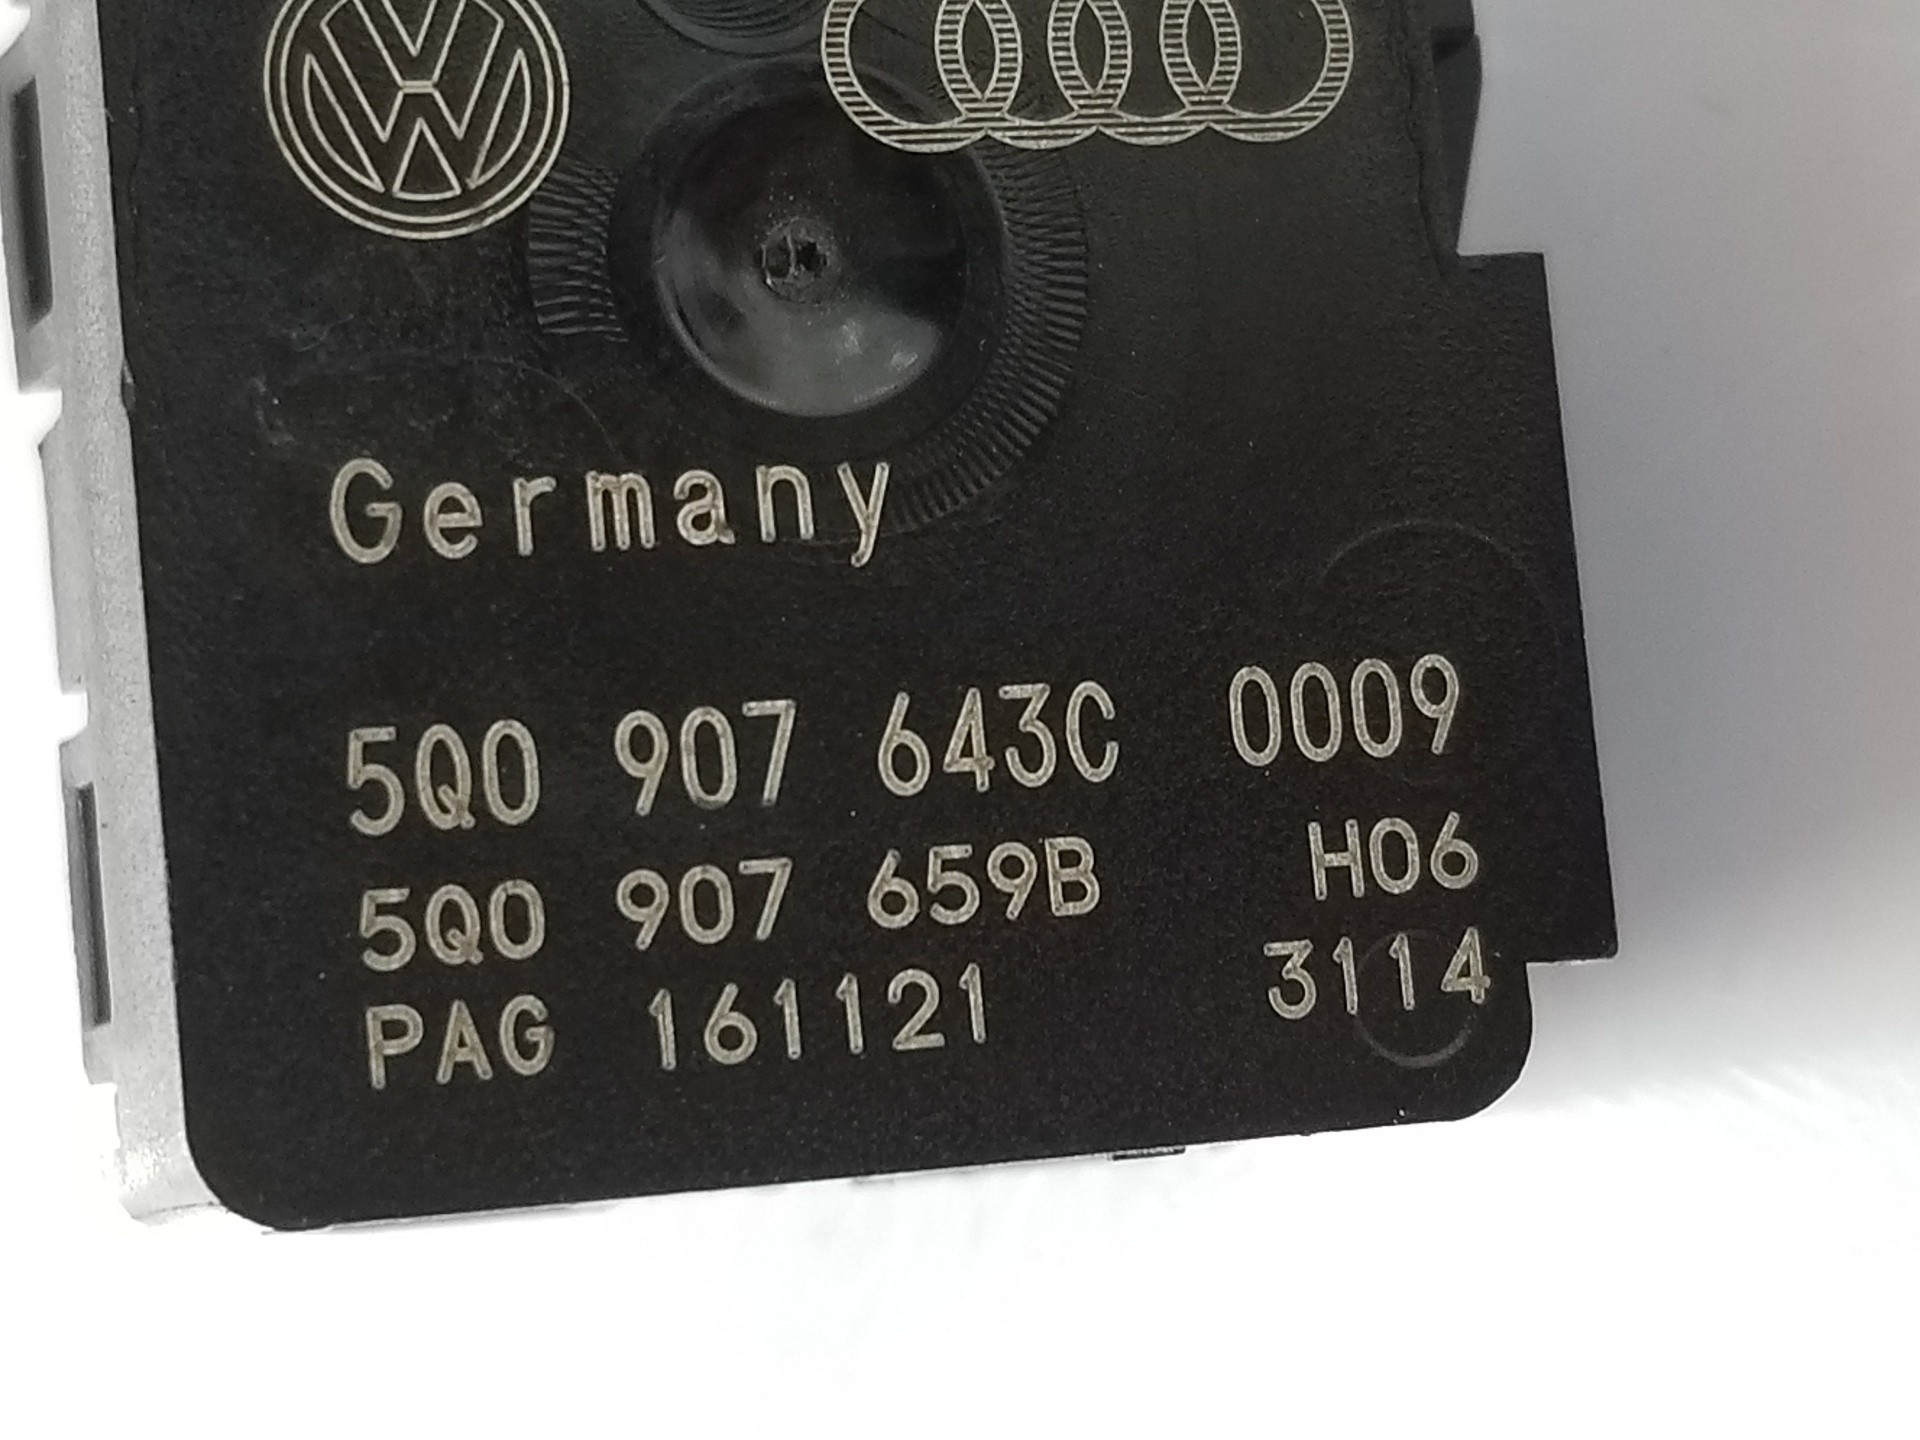 Germany
5Q0 907 643C 0009
5Q0 907 659B H06
PAG 161121 3114